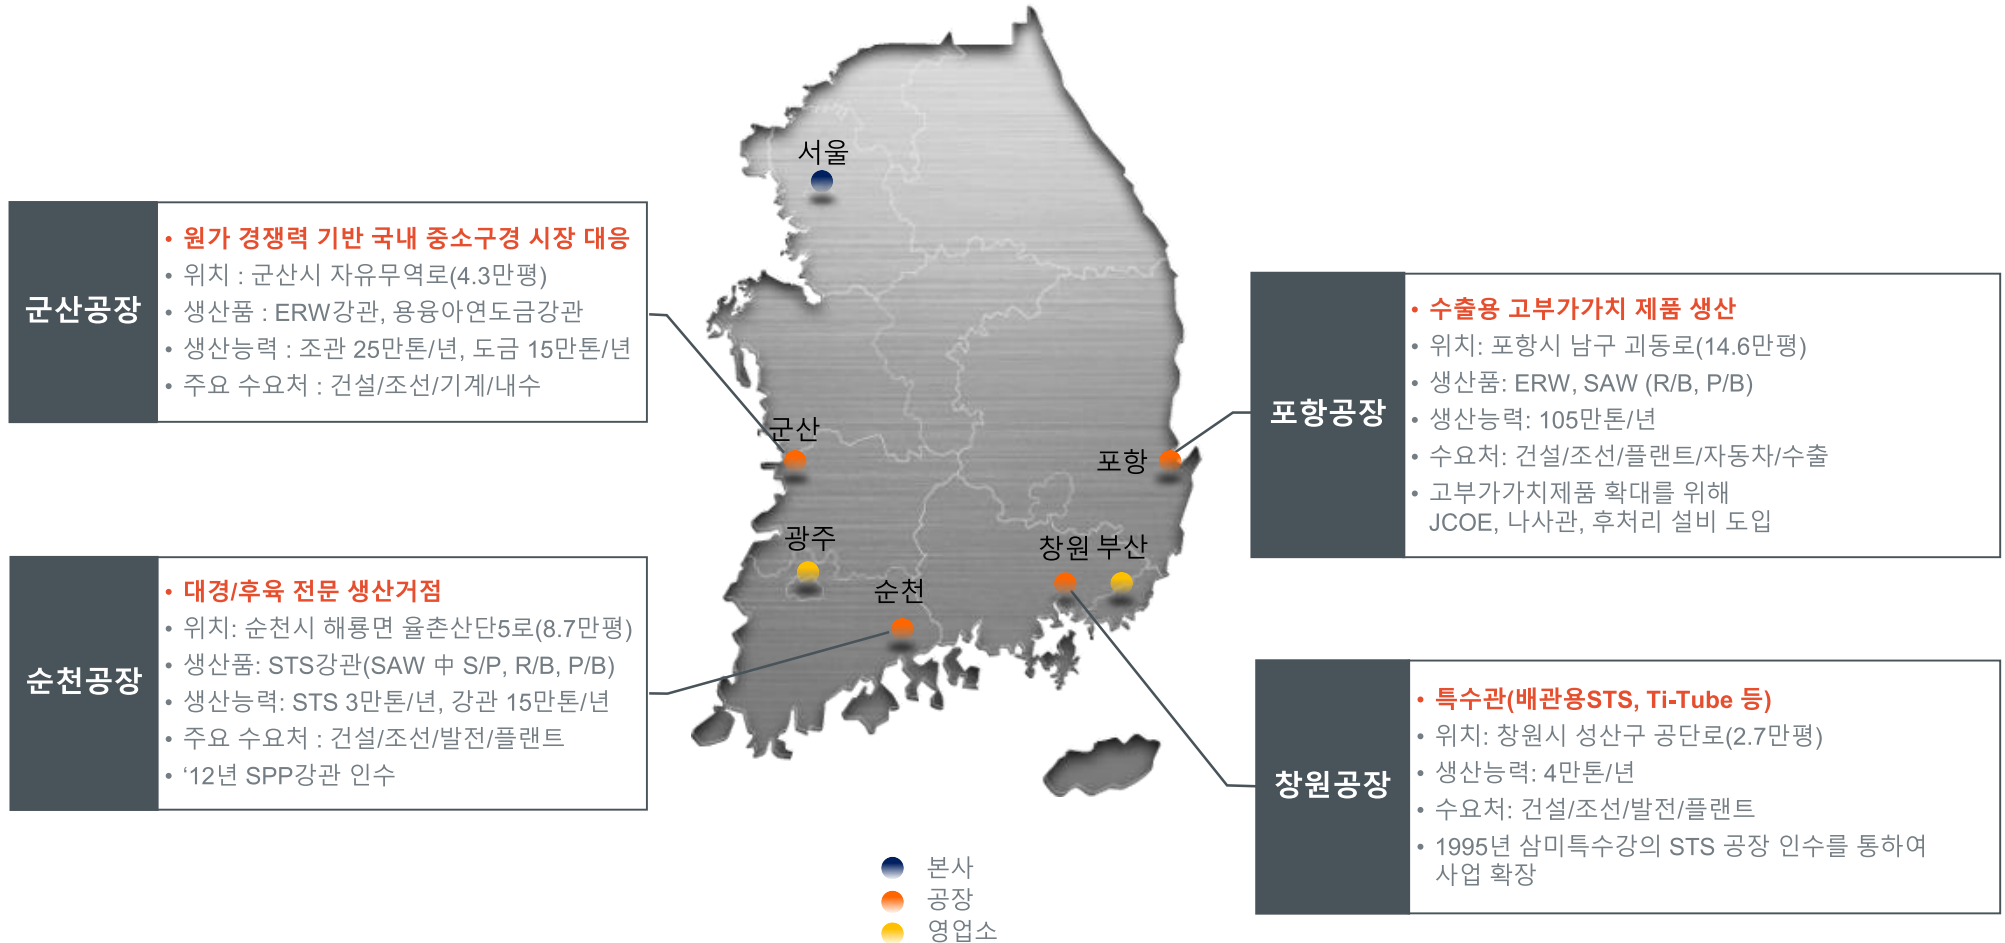 서울
군산공장
• 원가 경쟁력 기반 국내 중소구경 시장 대응
• 위치 : 군산시 자유무역로(4.3만평)
• 생산품 : ERW강관, 용융아연도금강관
• 생산능력 : 조관 25만톤/년, 도금 15만톤/년
• 주요 수요처 : 건설/조선/기계/내수
포항공장
• 수출용 고부가가치 제품 생산
• 위치: 포항시 남구 괴동로(14.6만평)
• 생산품: ERW, SAW (R/B, P/B)
• 생산능력: 105만톤/년
• 수요처: 건설/조선/플랜트/자동차/수출
• 고부가가치제품 확대를 위해
JCOE, 나사관, 후처리 설비 도입
군산
포항
광주
창원
부산
순천
순천공장
• 대경/후육 전문 생산거점
• 위치: 순천시 해룡면 율촌산단5로(8.7만평)
• 생산품: STS강관(SAW 中 S/P, R/B, P/B)
• 생산능력: STS 3만톤/년, 강관 15만톤/년
• 주요 수요처 : 건설/조선/발전/플랜트
• ‘12년 SPP강관 인수
창원공장
• 특수관(배관용STS, Ti-Tube 등)
• 위치: 창원시 성산구 공단로(2.7만평)
• 생산능력: 4만톤/년
• 수요처: 건설/조선/발전/플랜트
• 1995년 삼미특수강의 STS 공장 인수를 통하여
사업 확장
본사
공장
영업소